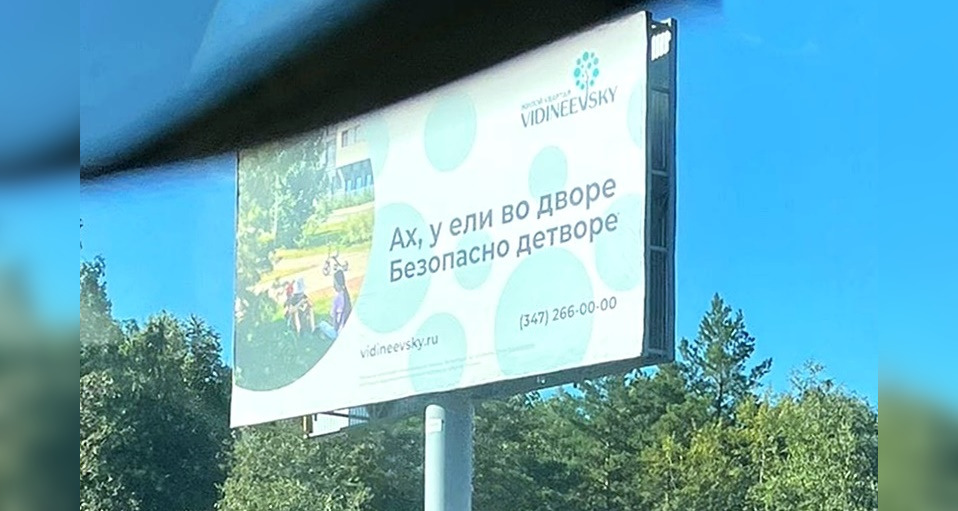 ЖИЛОЙ КВАРТАЛ
VIDINEEVSKY
Ах, у ели во дворе
Безопасно детворе
(347) 266-00-00
vidineevsky.ru